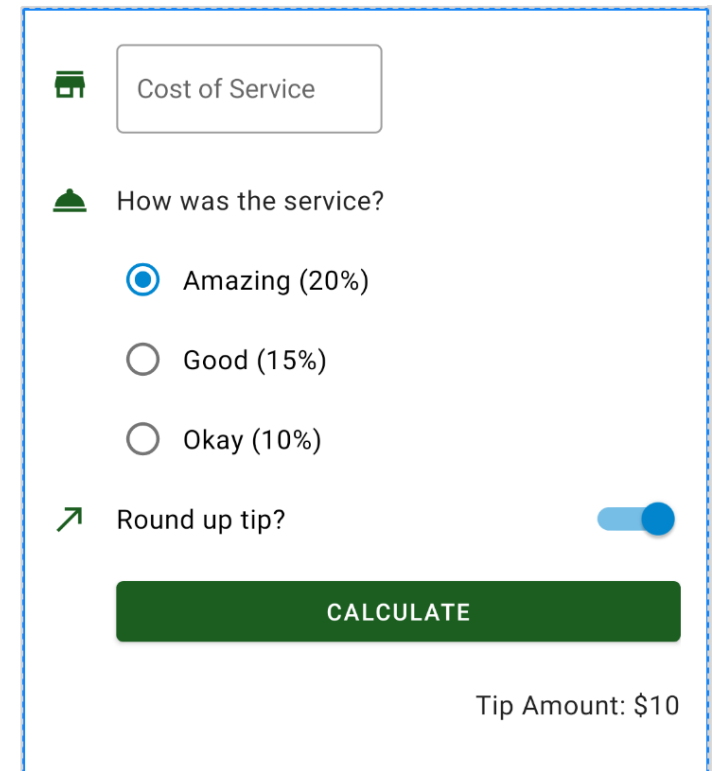 Cost of Service
How was the service?
Amazing (20%)
Good (15%)
Okay (10%)
Round up tip?
CALCULATE
Tip Amount: $10